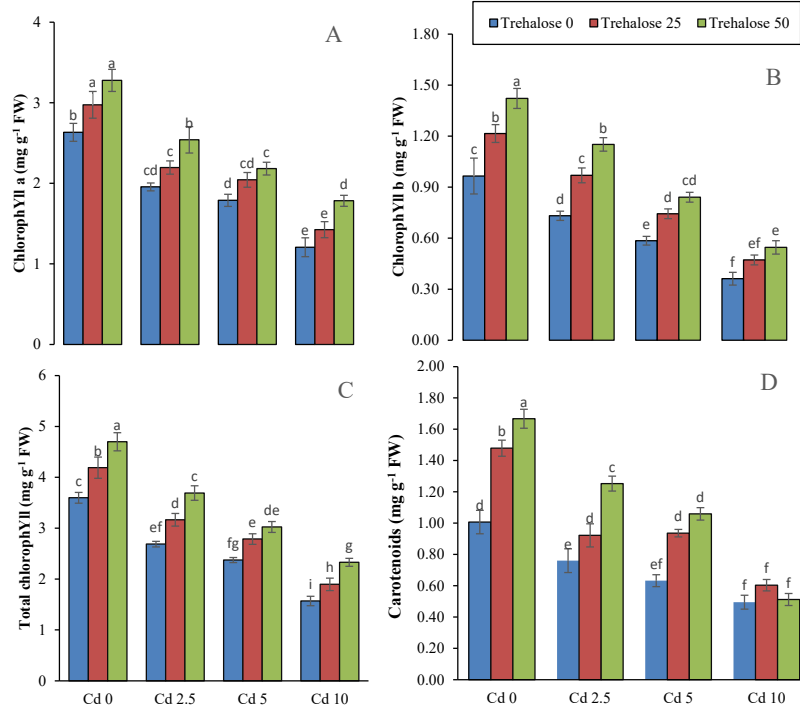 Trehalose 0 Trehalose 25 Trehalose 50
A
ChlorophYll a (mg g-1 FW)
4
3
2
1
0
b a a
cd c b
d cd c
e e d
B
ChlorophYll b (mg g-1 FW)
1.80
1.50
1.20
0.90
0.60
0.30
0.00
c b a
d c b
e d cd
f ef e
C
Total chlorophYll (mg g-1 FW)
6
5
4
3
2
1
0
c b a
ef d c
fg e de
i h g
Cd 0 Cd 2.5 Cd 5 Cd 10
D
Carotenoids (mg g-1 FW)
2.00
1.80
1.60
1.40
1.20
1.00
0.80
0.60
0.40
0.20
0.00
d b a
e d c
ef d d
f f f
Cd 0 Cd 2.5 Cd 5 Cd 10